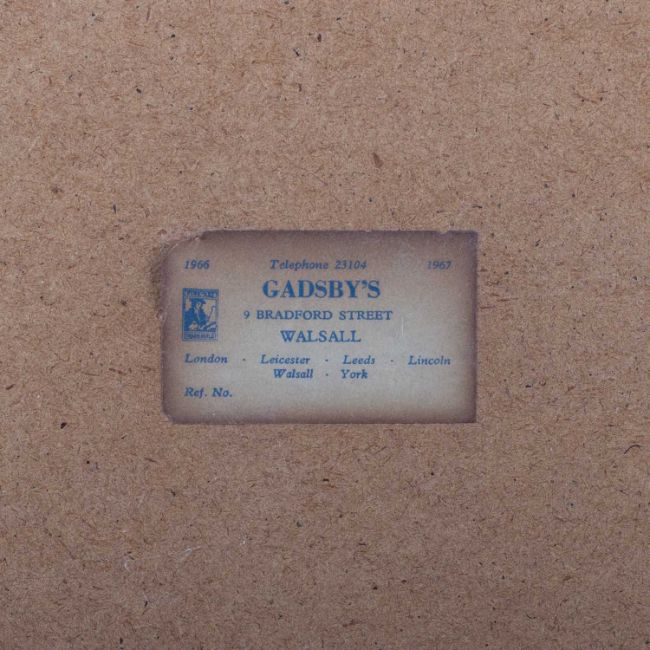 1966 Telephone 23104 1967
GADSBY'S
9 BRADFORD STREET
WALSALL
London · Leicester · Leeds · Lincoln
Walsall · York
Ref. No.